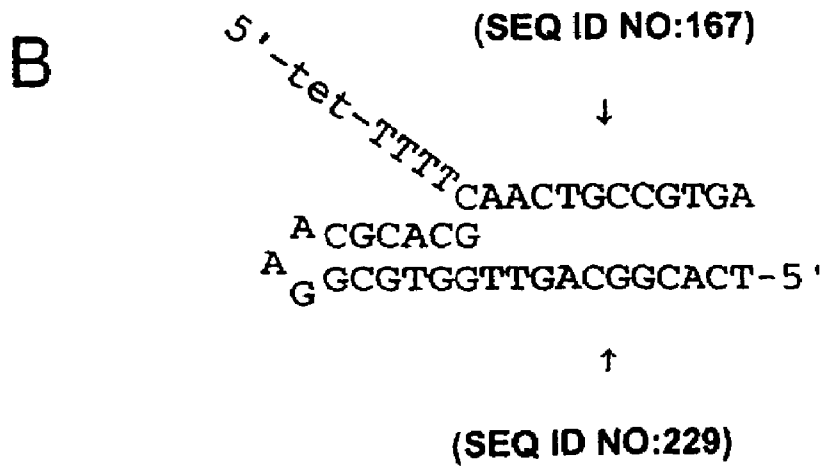 B
(SEQ ID NO:167)
↓
5'-tet-TTTT
CAACTGCCGTGA
A CGCACG
A
G GCGTGGTTGACGGCACT-5'
↑
(SEQ ID NO:229)